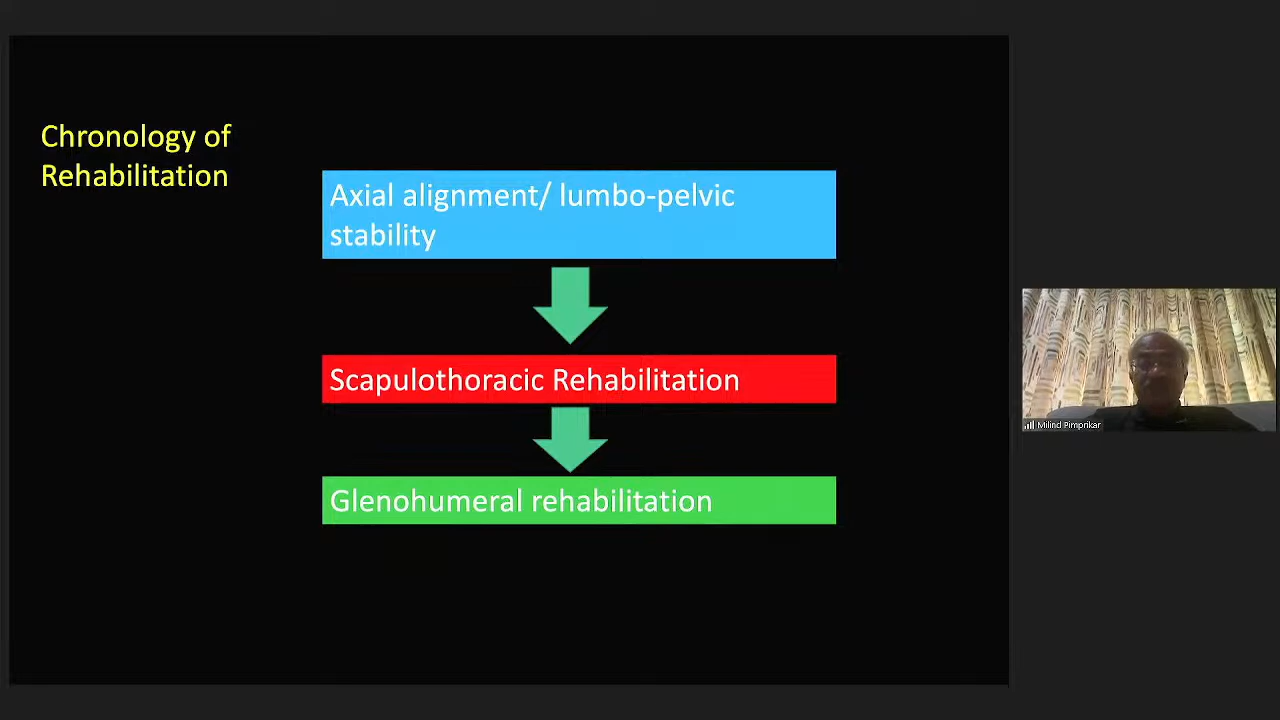 Chronology of
Rehabilitation
Axial alignment/ lumbo-pelvic
stability
Scapulothoracic Rehabilitation
Glenohumeral rehabilitation
Milind Pimprikar